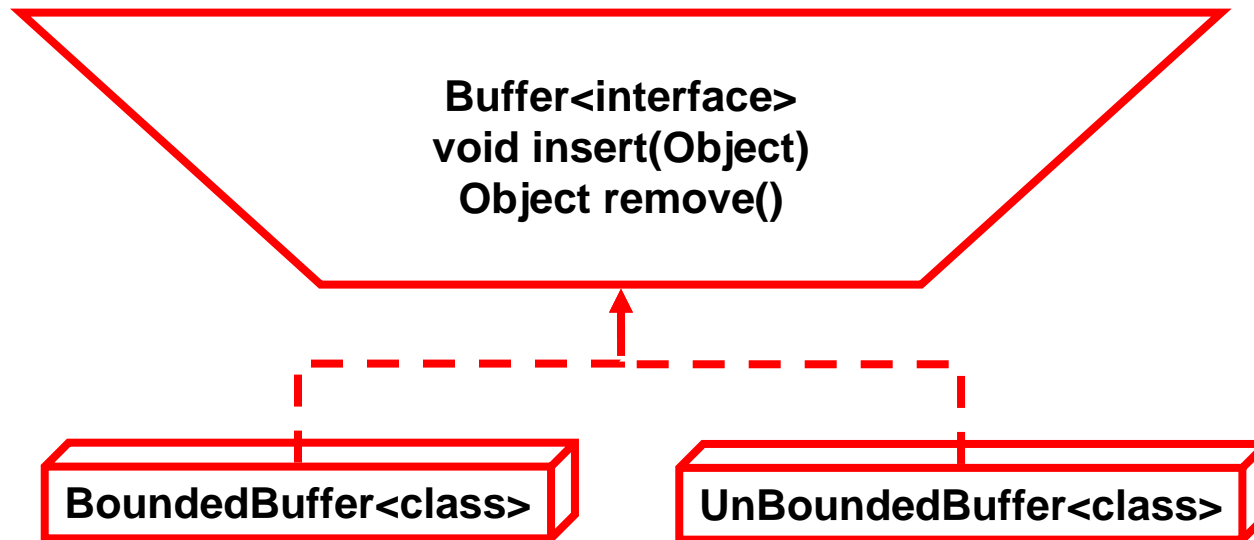 Buffer<interface>
void insert(Object)
Object remove()
BoundedBuffer<class>
UnBoundedBuffer<class>